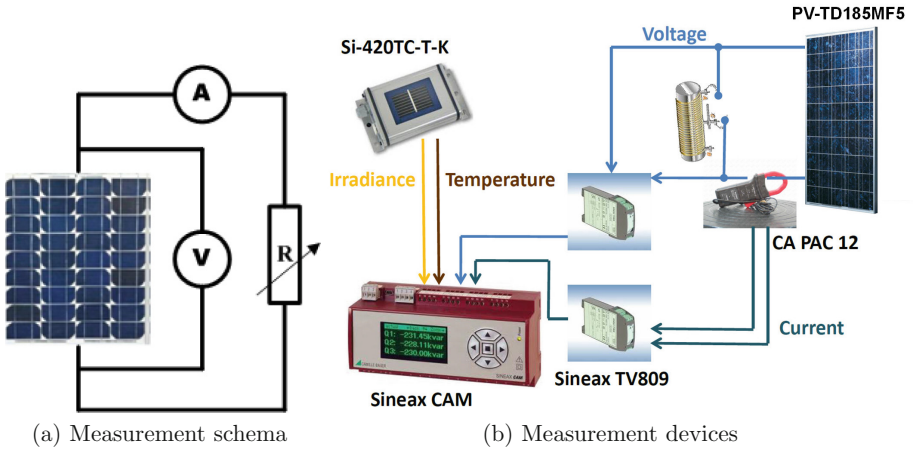 A
V
R
(a) Measurement schema
PV-TD185MF5
Voltage
Si-420TC-T-K
Irradiance
Temperature
CA PAC 12
Current
Q1: -231.45kvar
Q2: -228.11kvar
Q3: -230.00kvar
SINEAX CAM
Sineax TV809
Sineax CAM
(b) Measurement devices